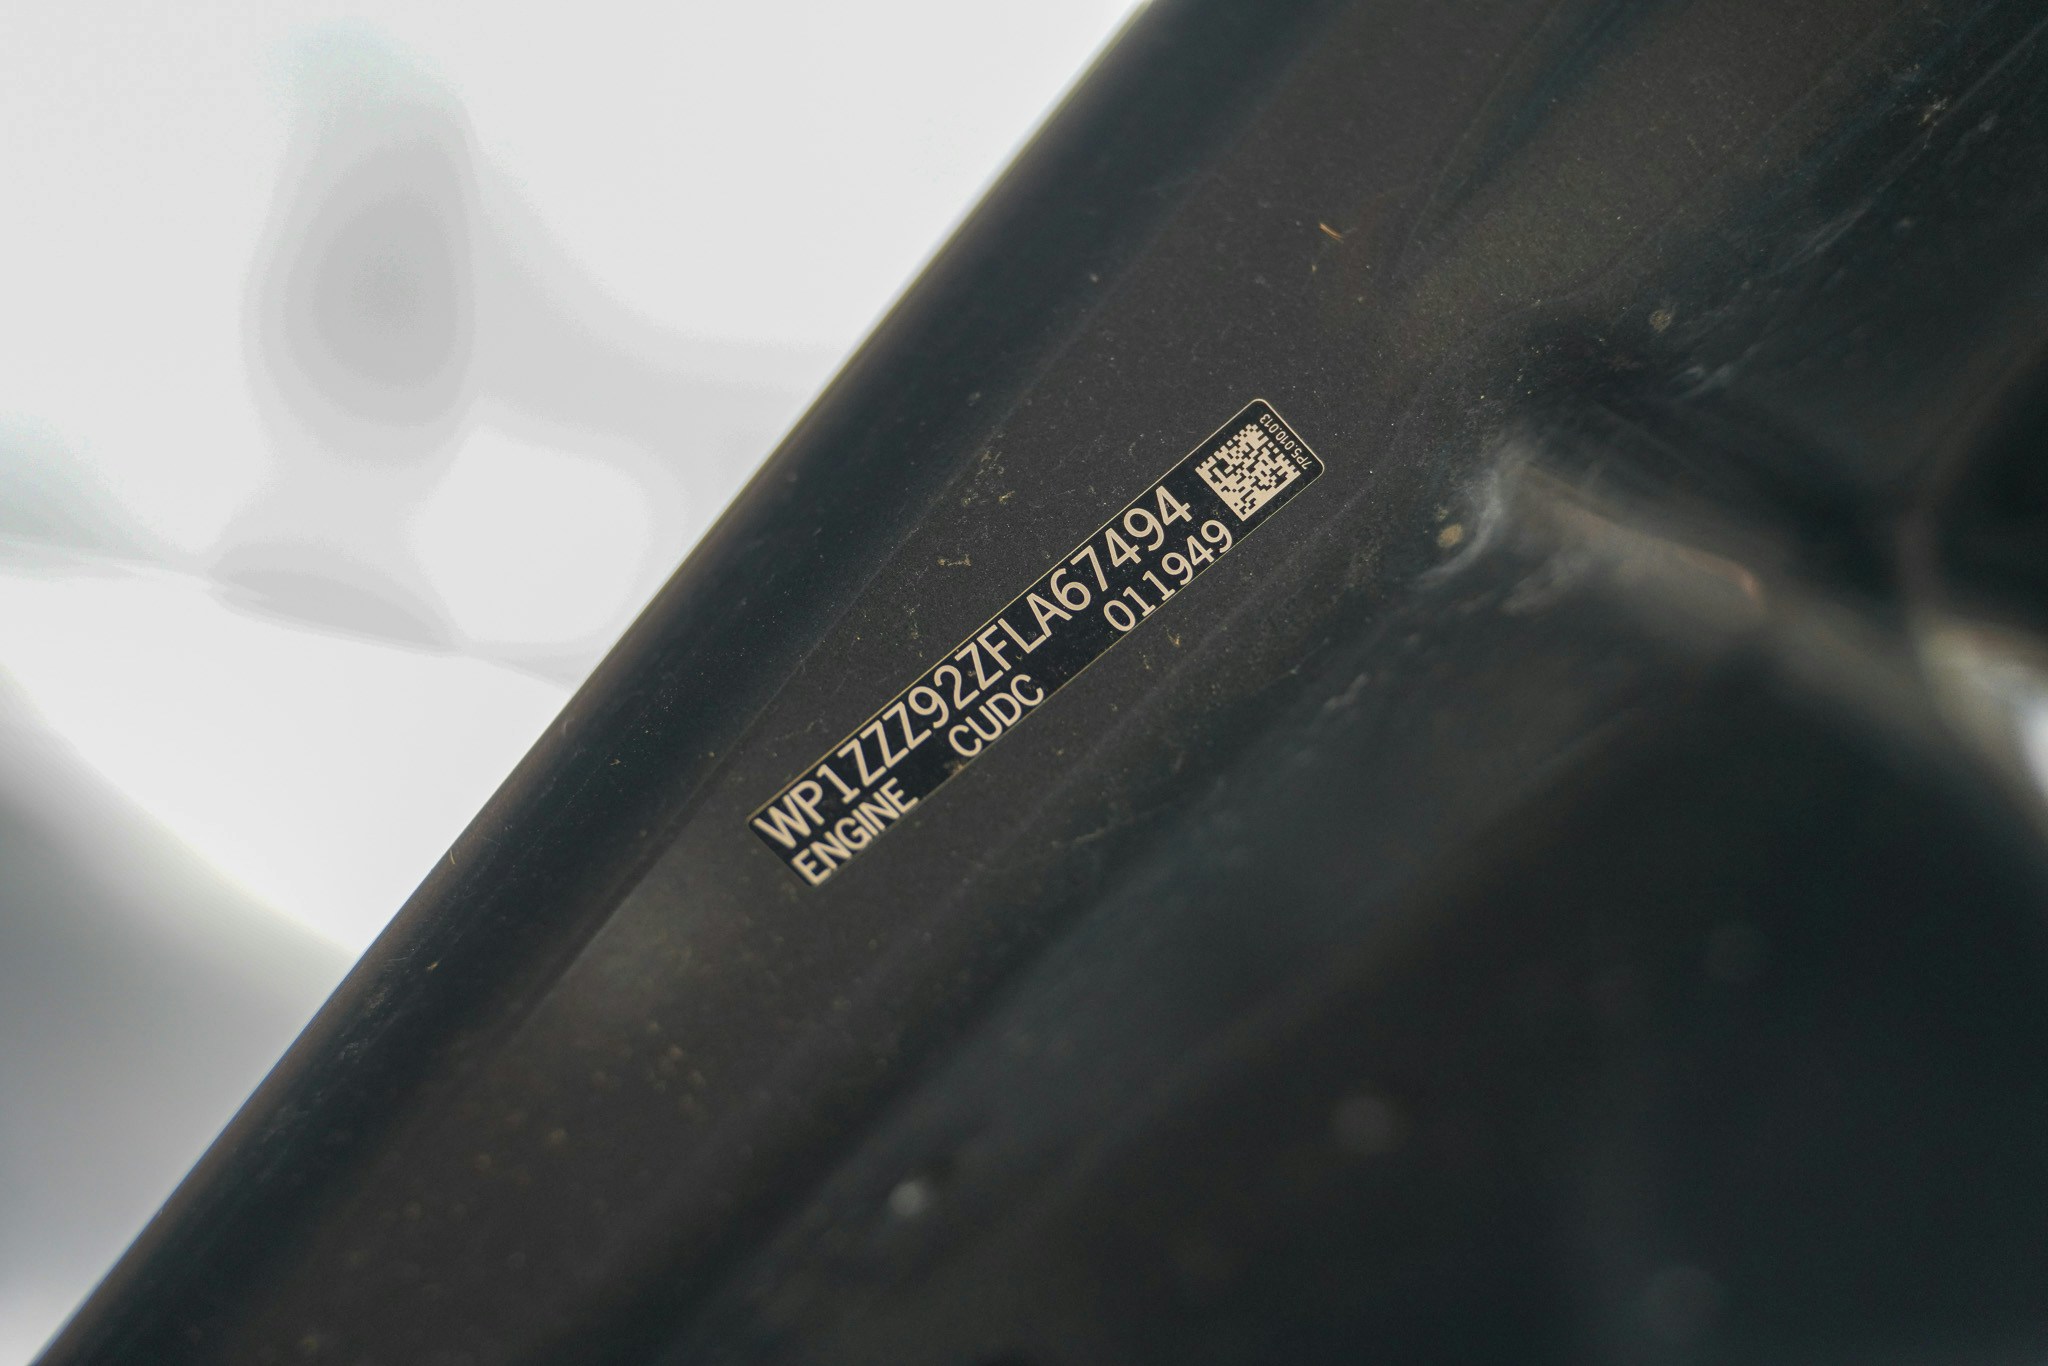 WP1ZZZ92ZFLA67494
ENGINE CUDC 011949
7P5.010.013